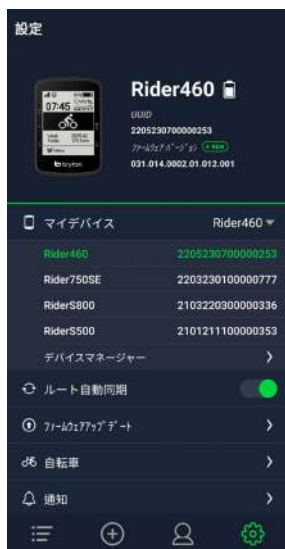 設定
Rider460
UUID
2205230700000253
ﾌｧｰﾑｳｪｱ ﾊﾞｰｼﾞｮﾝ
031.014.0002.01.012.001
07:45
bryton
マイデバイス Rider460
Rider460 2205230700000253
Rider750SE 2203230100000777
RiderS800 2103220300000336
RiderS500 2101211100000353
デバイスマネージャー
ルート自動同期
ﾌｧｰﾑｳｪｱｱｯﾌﾟﾃﾞｰﾄ
自転車
通知